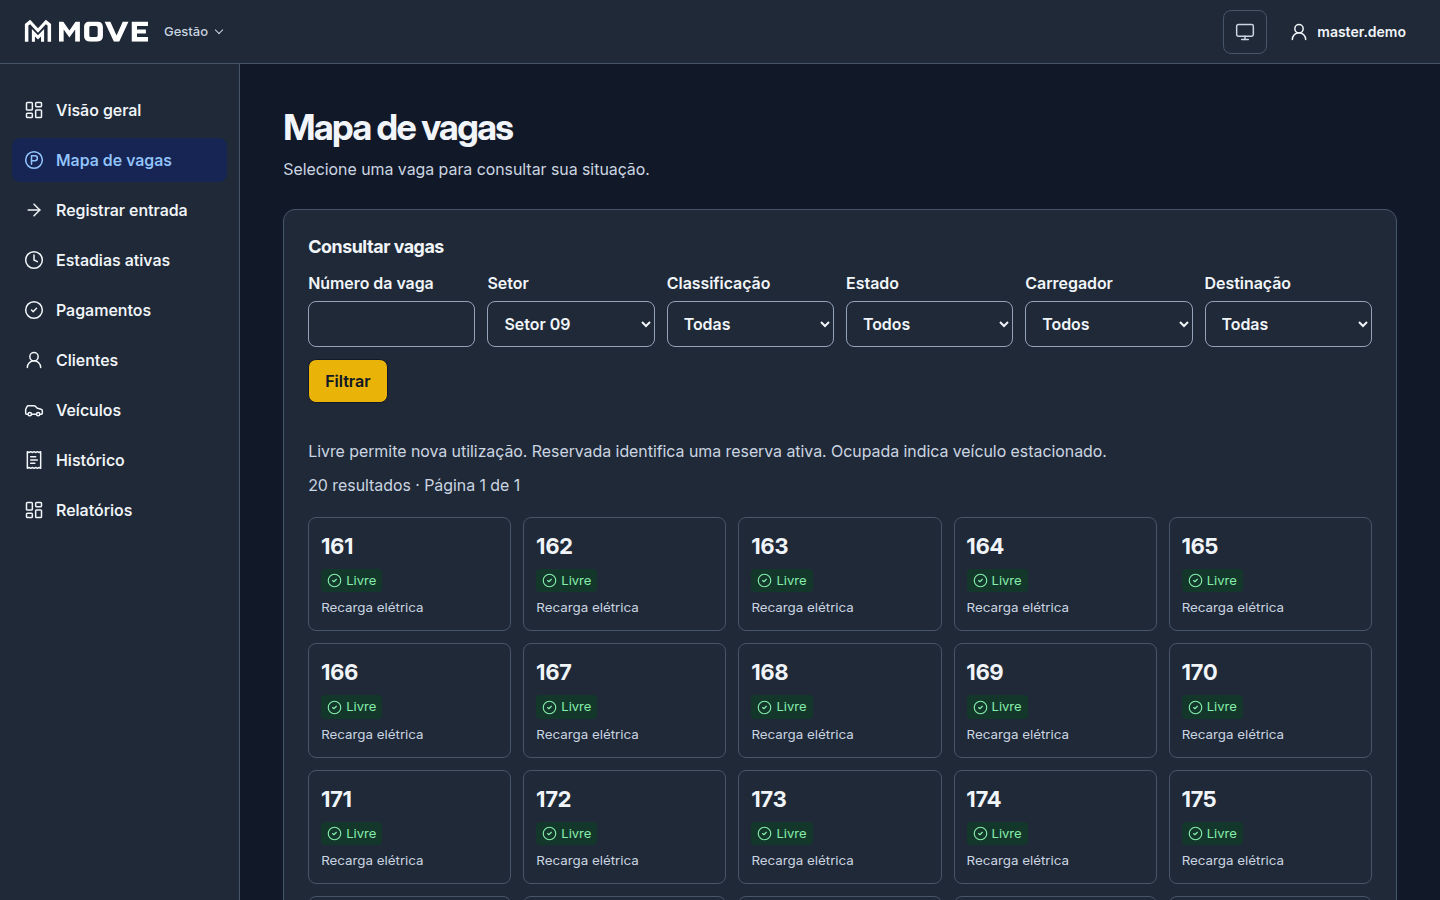 MOVE Gestão master.demo
Visão geral
Mapa de vagas
Registrar entrada
Estadias ativas
Pagamentos
Clientes
Veículos
Histórico
Relatórios
Mapa de vagas
Selecione uma vaga para consultar sua situação.
Consultar vagas
Número da vaga Setor Classificação Estado Carregador Destinação
Setor 09 Todas Todos Todos Todas
Filtrar
Livre permite nova utilização. Reservada identifica uma reserva ativa. Ocupada indica veículo estacionado.
20 resultados · Página 1 de 1
161 162 163 164 165
Livre Livre Livre Livre Livre
Recarga elétrica Recarga elétrica Recarga elétrica Recarga elétrica Recarga elétrica
166 167 168 169 170
Livre Livre Livre Livre Livre
Recarga elétrica Recarga elétrica Recarga elétrica Recarga elétrica Recarga elétrica
171 172 173 174 175
Livre Livre Livre Livre Livre
Recarga elétrica Recarga elétrica Recarga elétrica Recarga elétrica Recarga elétrica